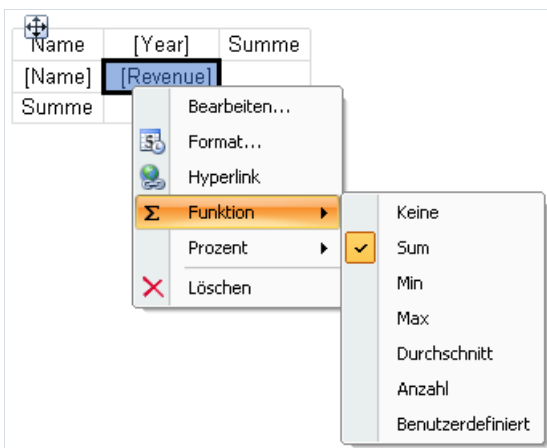 Name [Year] Summe
[Name] [Revenue]
Summe
Bearbeiten...
Format...
Hyperlink
Σ Funktion
Prozent
Löschen
Keine
Sum
Min
Max
Durchschnitt
Anzahl
Benutzerdefiniert